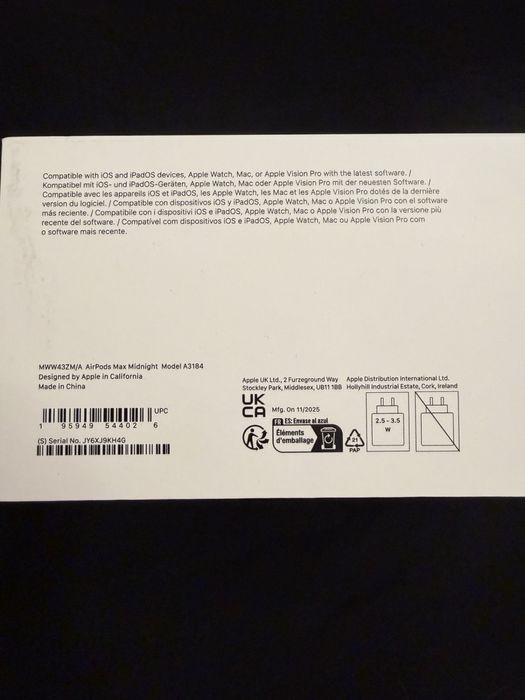 Compatible with iOS and iPadOS devices, Apple Watch, Mac, or Apple Vision Pro with the latest software. /
Kompatibel mit iOS- und iPadOS-Geräten, Apple Watch, Mac oder Apple Vision Pro mit der neuesten Software. /
Compatible avec les appareils iOS et iPadOS, les Apple Watch, les Mac et les Apple Vision Pro dotés de la dernière
version du logiciel. / Compatible con dispositivos iOS y iPadOS, Apple Watch, Mac o Apple Vision Pro con el software
más reciente. / Compatibile con i dispositivi iOS e iPadOS, Apple Watch, Mac o Apple Vision Pro con la versione più
recente del software. / Compatível com dispositivos iOS e iPadOS, Apple Watch, Mac ou Apple Vision Pro com
o software mais recente.
MWW43ZM/A AirPods Max Midnight Model A3184
Designed by Apple in California
Made in China
UPC
1 95949 54402 6
(S) Serial No. JY6XJ9KH4G
Apple UK Ltd., 2 Furzeground Way
Stockley Park, Middlesex, UB11 1BB
Apple Distribution International Ltd.
Hollyhill Industrial Estate, Cork, Ireland
UK
CA
Mfg. On 11/2025
FR ES: Envase al azul
Éléments
d'emballage
21
PAP
2.5 - 3.5
W